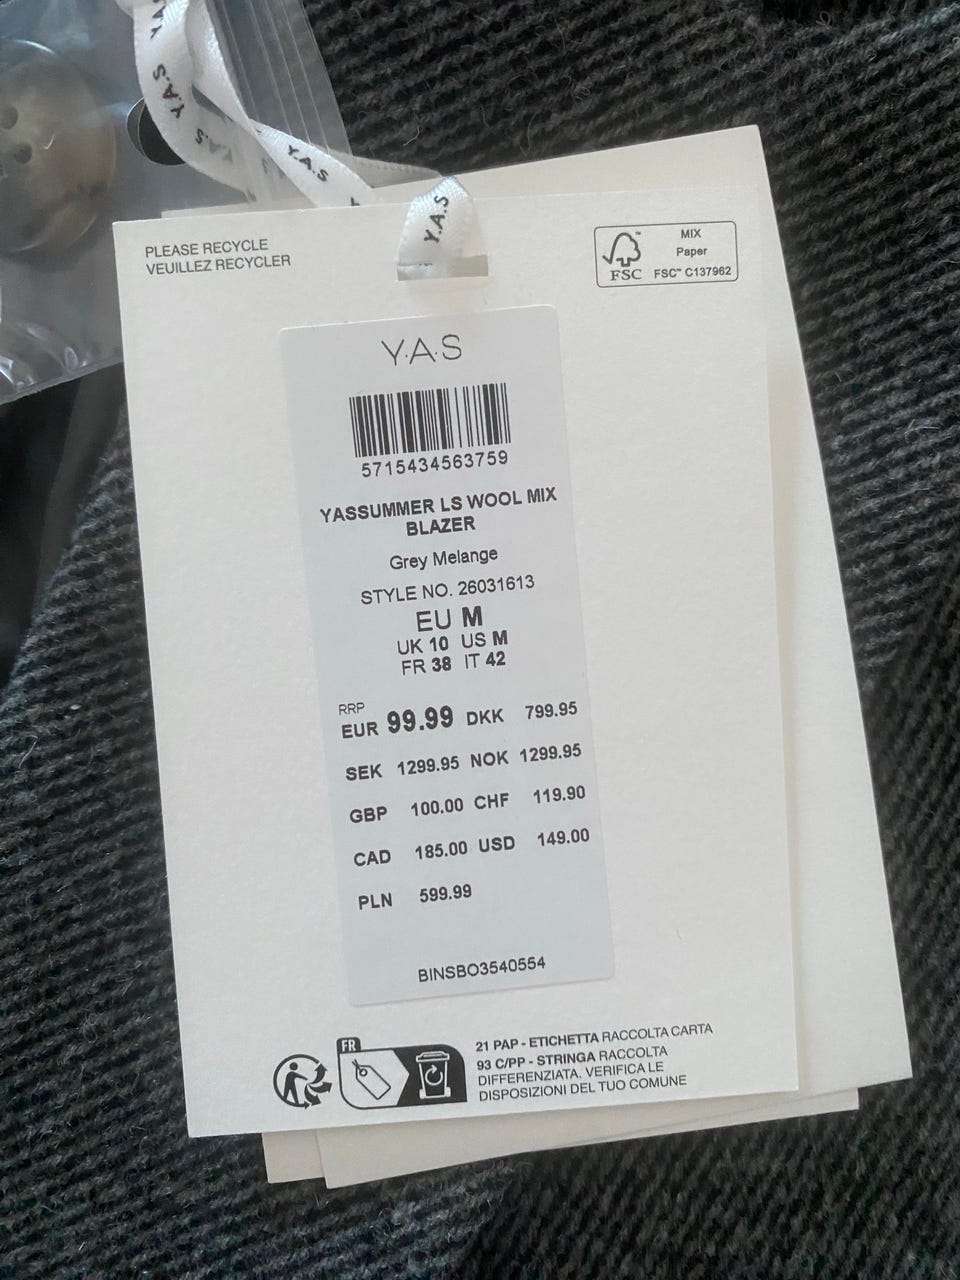 Y.A.S
Y.A.S
Y.A.S
Y.A.S
PLEASE RECYCLE
VEUILLEZ RECYCLER
FSC™
MIX
Paper
FSC™ C137962
Y.A.S
5715434563759
YASSUMMER LS WOOL MIX
BLAZER
Grey Melange
STYLE NO. 26031613
EU M
UK 10 US M
FR 38 IT 42
RRP
EUR 99.99 DKK 799.95
SEK 1299.95 NOK 1299.95
GBP 100.00 CHF 119.90
CAD 185.00 USD 149.00
PLN 599.99
BINSBO3540554
FR
21 PAP - ETICHETTA RACCOLTA CARTA
93 C/PP - STRINGA RACCOLTA
DIFFERENZIATA. VERIFICA LE
DISPOSIZIONI DEL TUO COMUNE